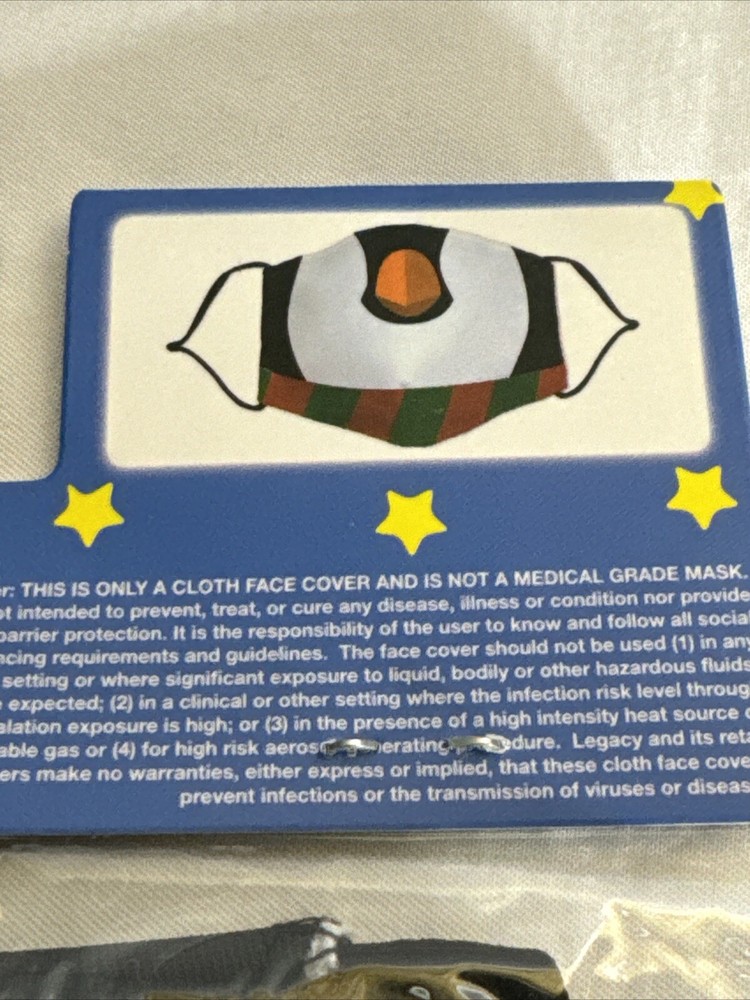 er: THIS IS ONLY A CLOTH FACE COVER AND IS NOT A MEDICAL GRADE MASK.
ot intended to prevent, treat, or cure any disease, illness or condition nor provide
barrier protection. It is the responsibility of the user to know and follow all social
ncing requirements and guidelines. The face cover should not be used (1) in any
setting or where significant exposure to liquid, bodily or other hazardous fluids
expected; (2) in a clinical or other setting where the infection risk level through
alation exposure is high; or (3) in the presence of a high intensity heat source o
able gas or (4) for high risk aeroso erating dure. Legacy and its reta
ers make no warranties, either express or implied, that these cloth face cove
prevent infections or the transmission of viruses or diseas